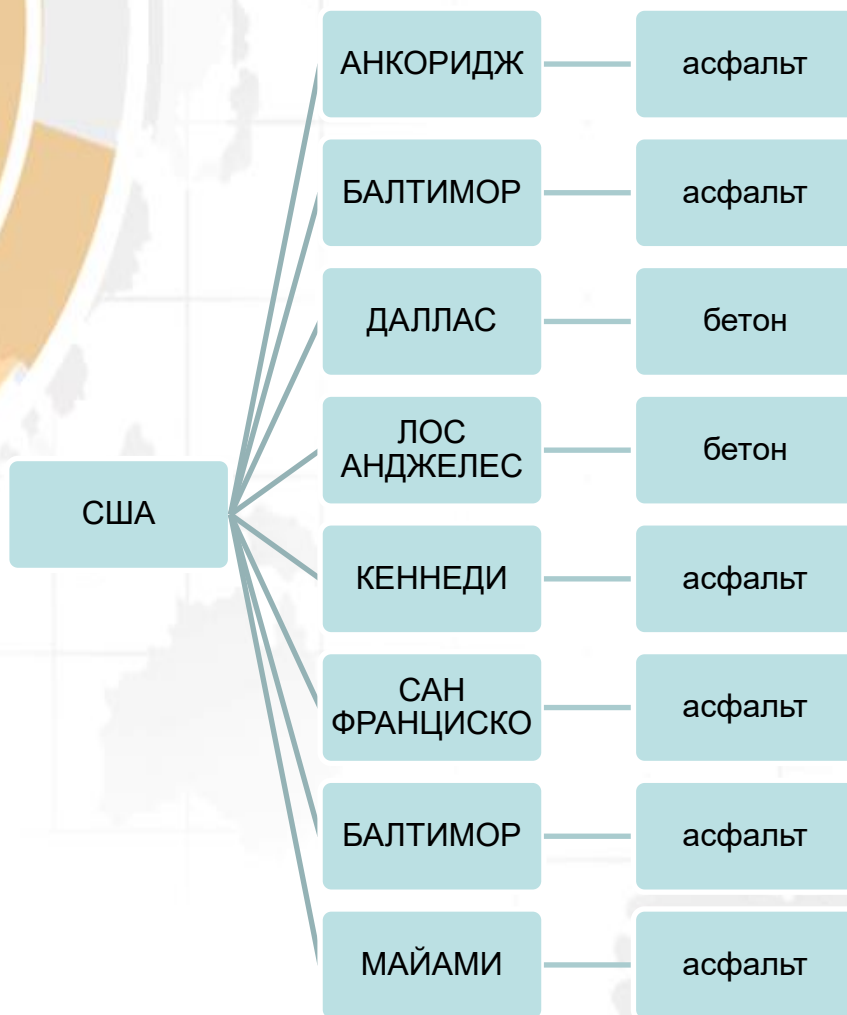 США
АНКОРИДЖ
асфальт
БАЛТИМОР
асфальт
ДАЛЛАС
бетон
ЛОС
АНДЖЕЛЕС
бетон
КЕННЕДИ
асфальт
САН
ФРАНЦИСКО
асфальт
БАЛТИМОР
асфальт
МАЙАМИ
асфальт